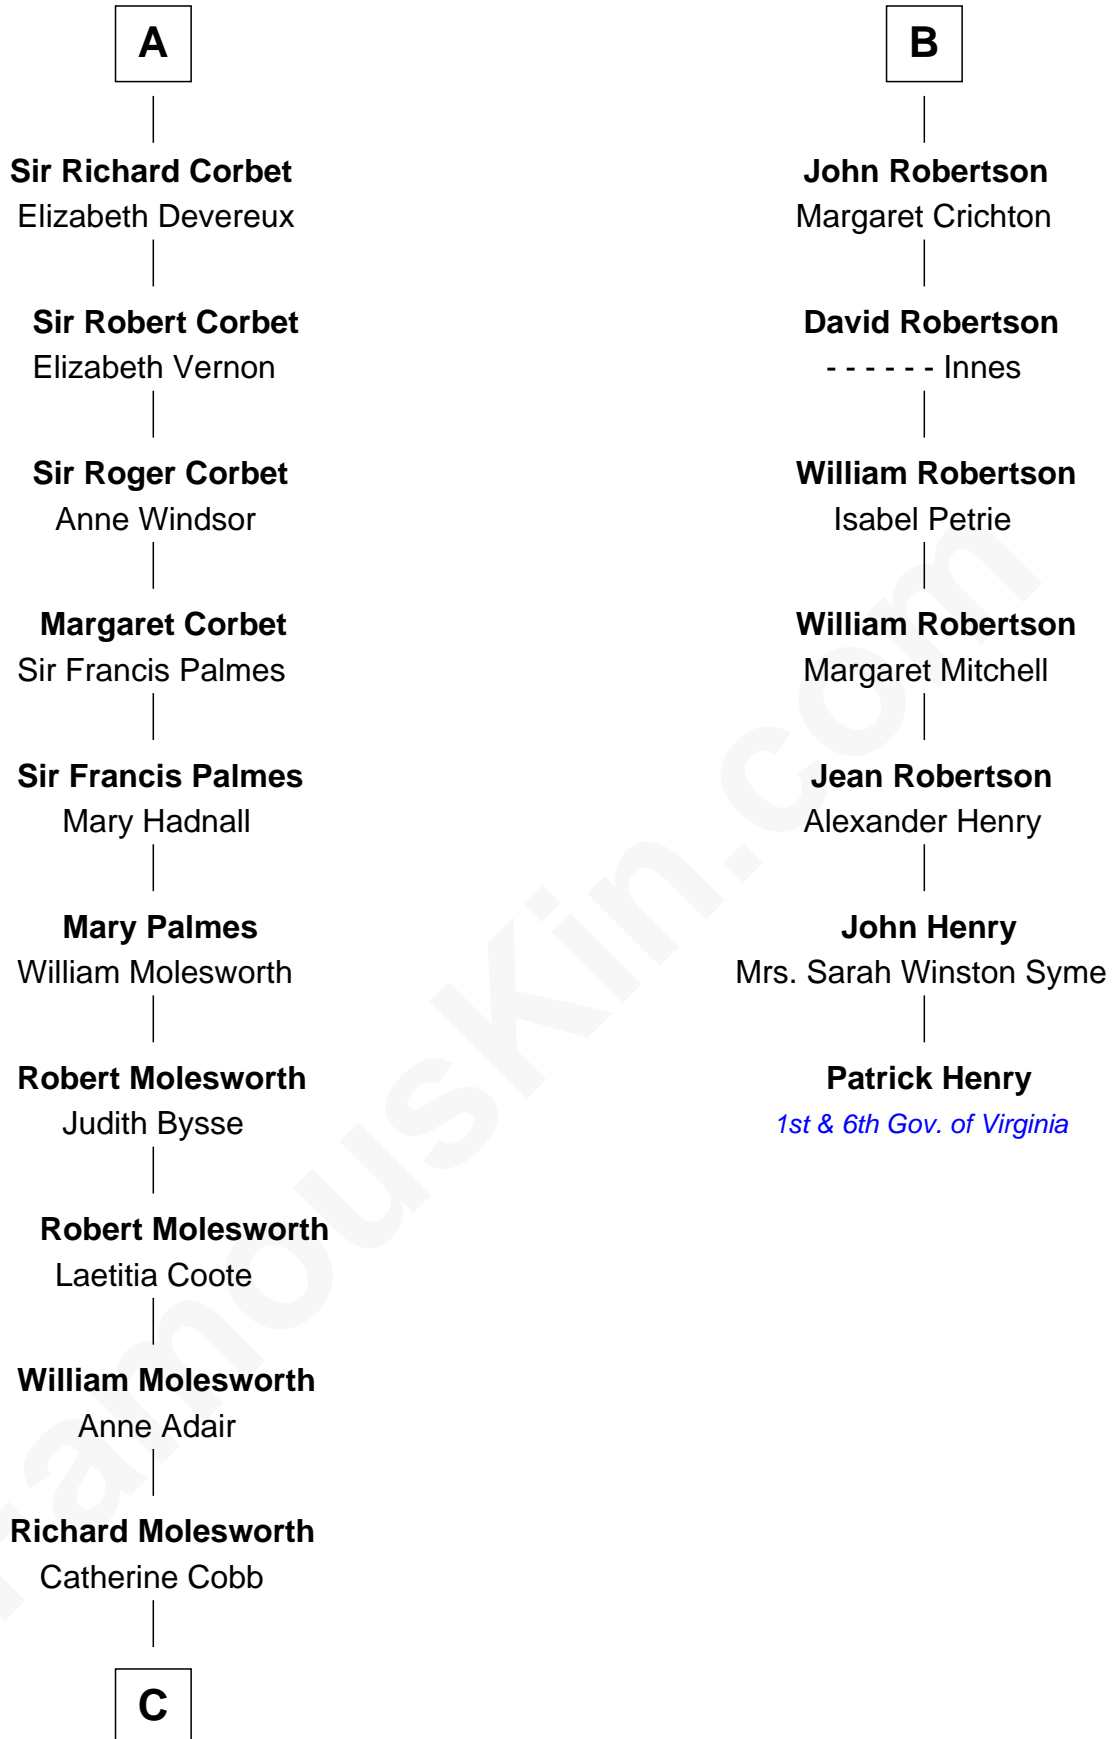 A
Sir Richard Corbet
Elizabeth Devereux
Sir Robert Corbet
Elizabeth Vernon
Sir Roger Corbet
Anne Windsor
Margaret Corbet
Sir Francis Palmes
Sir Francis Palmes
Mary Hadnall
Mary Palmes
William Molesworth
Robert Molesworth
Judith Bysse
Robert Molesworth
Laetitia Coote
William Molesworth
Anne Adair
Richard Molesworth
Catherine Cobb
C
B
John Robertson
Margaret Crichton
David Robertson
- - - - - - Innes
William Robertson
Isabel Petrie
William Robertson
Margaret Mitchell
Jean Robertson
Alexander Henry
John Henry
Mrs. Sarah Winston Syme
Patrick Henry
1st & 6th Gov. of Virginia
FamousKin.com